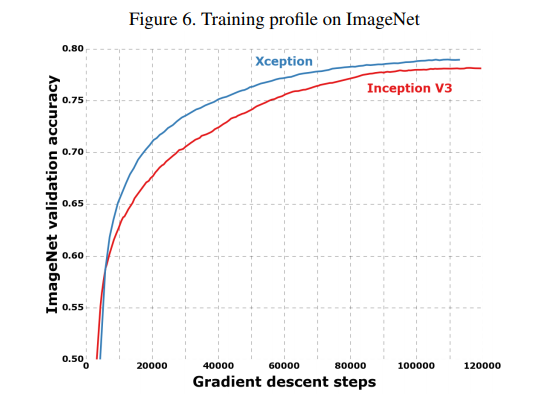 Figure 6. Training profile on ImageNet
0.80
Xception
Inception V3
0.75
0.70
0.65
0.60
0.55
0.50
ImageNet validation accuracy
0 20000 40000 60000 80000 100000 120000
Gradient descent steps